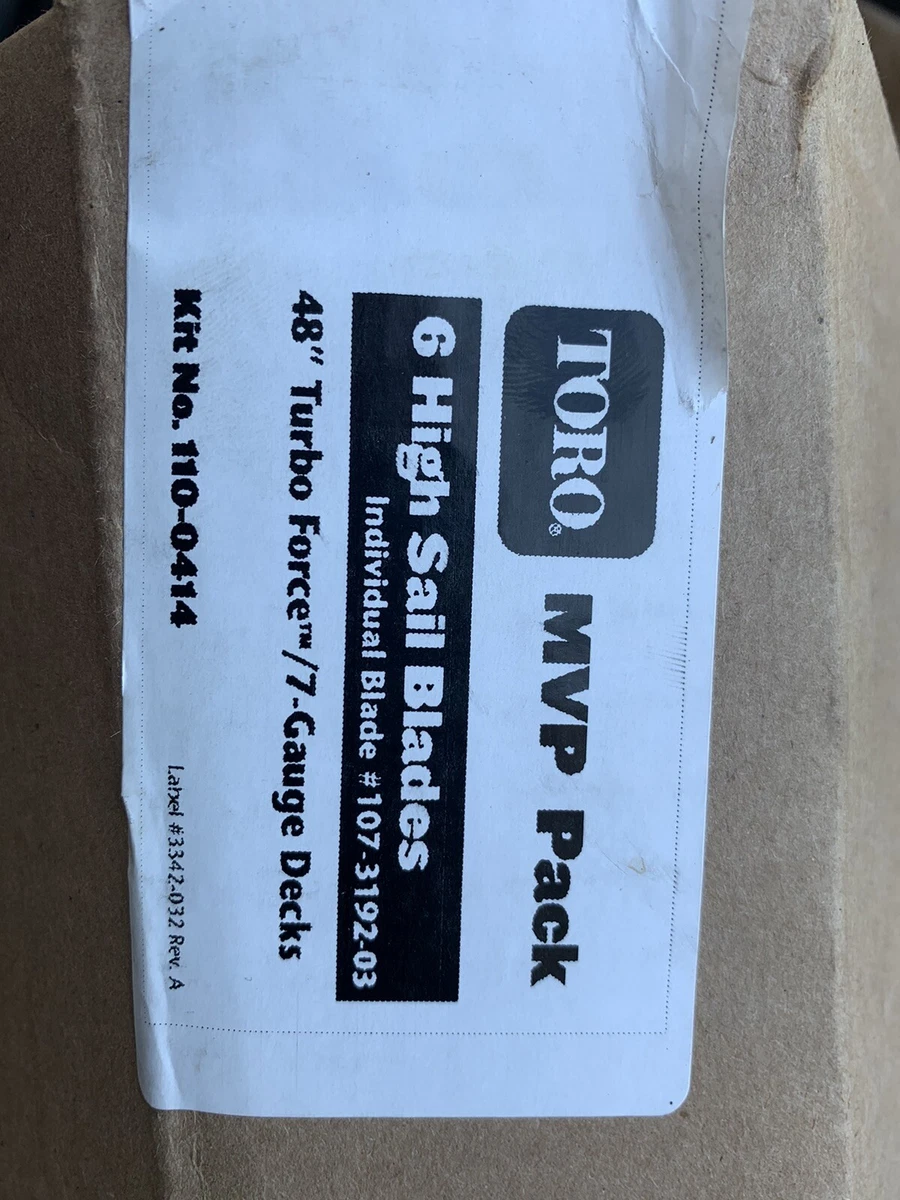 TORO® MVP Pack
6 High Sail Blades
Individual Blade #107-3192-03
48" Turbo Force™/7-Gauge Decks
Kit No. 110-0414
Label #3342-032 Rev. A